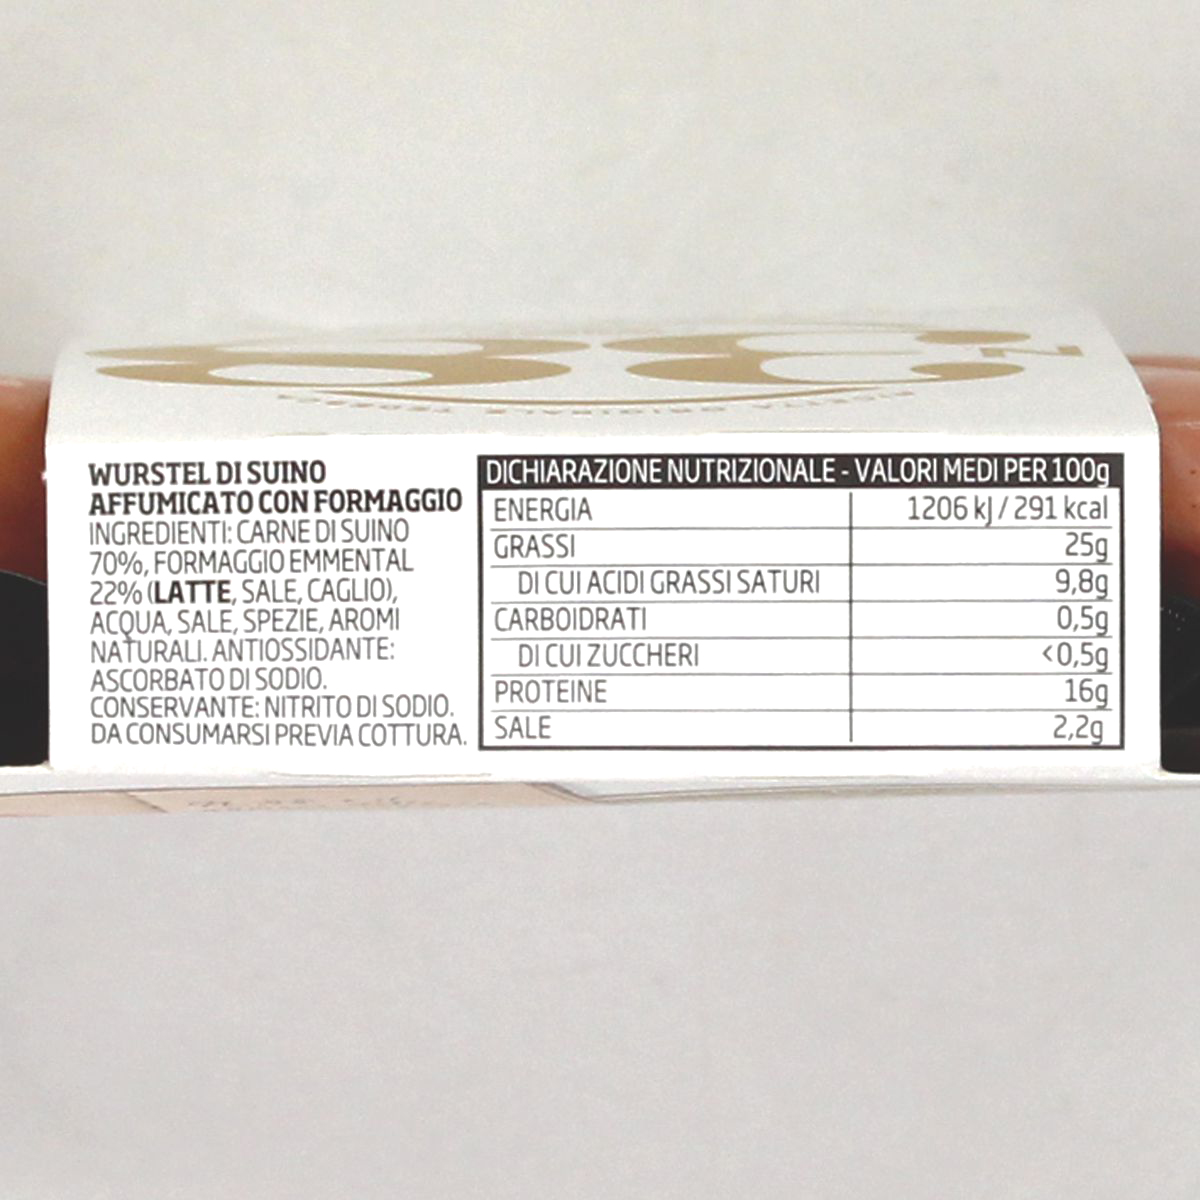 WURSTEL DI SUINO
AFFUMICATO CON FORMAGGIO
INGREDIENTI: CARNE DI SUINO
70%, FORMAGGIO EMMENTAL
22% (LATTE, SALE, CAGLIO),
ACQUA, SALE, SPEZIE, AROMI
NATURALI. ANTIOSSIDANTE:
ASCORBATO DI SODIO.
CONSERVANTE: NITRITO DI SODIO.
DA CONSUMARSI PREVIA COTTURA.
DICHIARAZIONE NUTRIZIONALE - VALORI MEDI PER 100g
ENERGIA 1206 kJ / 291 kcal
GRASSI 25g
DI CUI ACIDI GRASSI SATURI 9,8g
CARBOIDRATI 0,5g
DI CUI ZUCCHERI <0,5g
PROTEINE 16g
SALE 2,2g